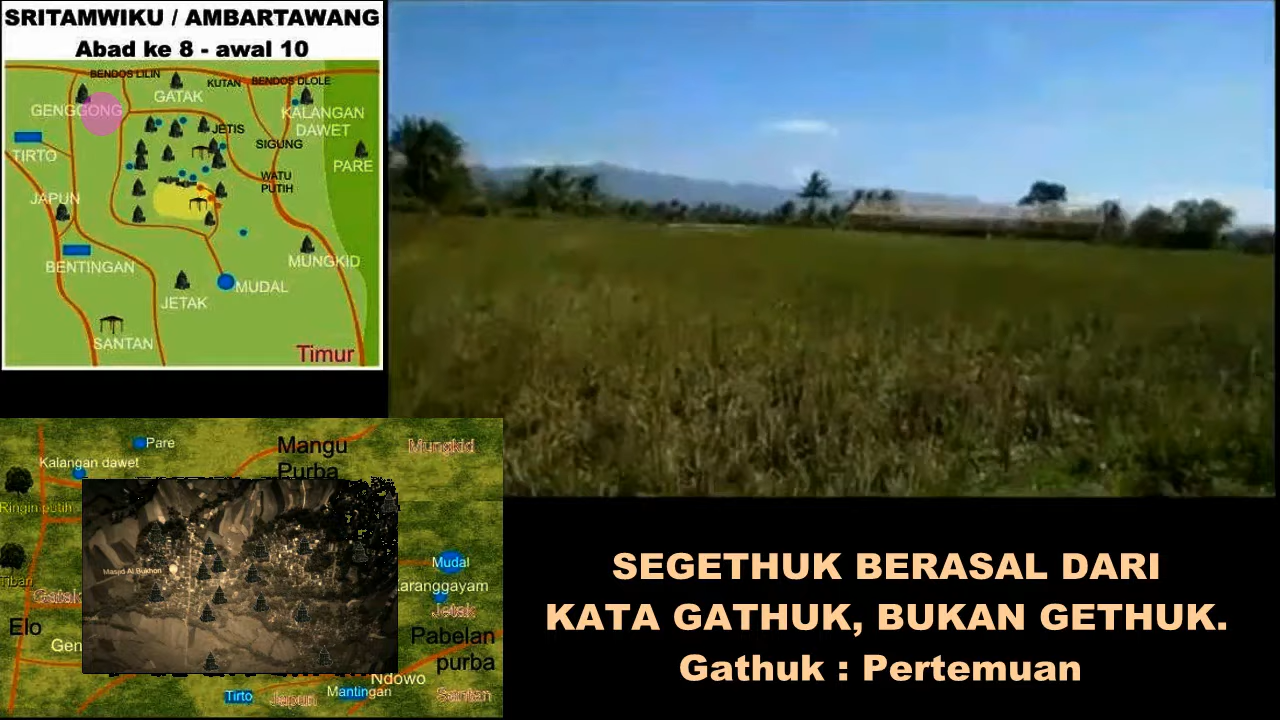 SRITAMWIKU / AMBARTAWANG
Abad ke 8 - awal 10
BENDOS LILIN
KUTAN
BENDOS DLOLE
GENGGONG
GATAK
KALANGAN
DAWET
JETIS
SIGUNG
TIRTO
PARE
WATU
PUTIH
JAPUN
BENTINGAN
MUNGKID
MUDAL
JETAK
SANTAN
Timur
Pare
Mangu
Purba
Mungkid
Kalangan dawet
Ringin putih
Masjid Al Bukhori
Mudal
Tiban
Gatak
Jetak
Elo
Pabelan
purba
Ndowo
Tirto
Japun
Mantingan
Santan
SEGETHUK BERASAL DARI
KATA GATHUK, BUKAN GETHUK.
Gathuk : Pertemuan